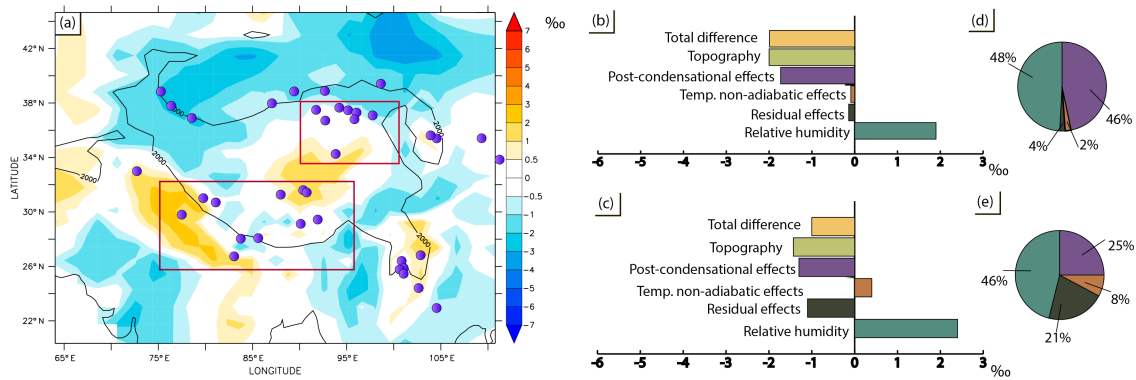 (a)
‰
7
6
5
4
3
2
1
0.5
0
−0.5
−1
−2
−3
−4
−5
−6
−7
42°N
38°N
34°N
30°N
26°N
22°N
LATITUDE
65°E 75°E 85°E 95°E 105°E
LONGITUDE
2000
2000
2000
2000
2000
(b)
Total difference
Topography
Post-condensational effects
Temp. non-adiabatic effects
Residual effects
Relative humidity
-6 -5 -4 -3 -2 -1 0 1 2 3
‰
(d)
48%
46%
4%
2%
(c)
Total difference
Topography
Post-condensational effects
Temp. non-adiabatic effects
Residual effects
Relative humidity
-6 -5 -4 -3 -2 -1 0 1 2 3
‰
(e)
25%
46%
8%
21%